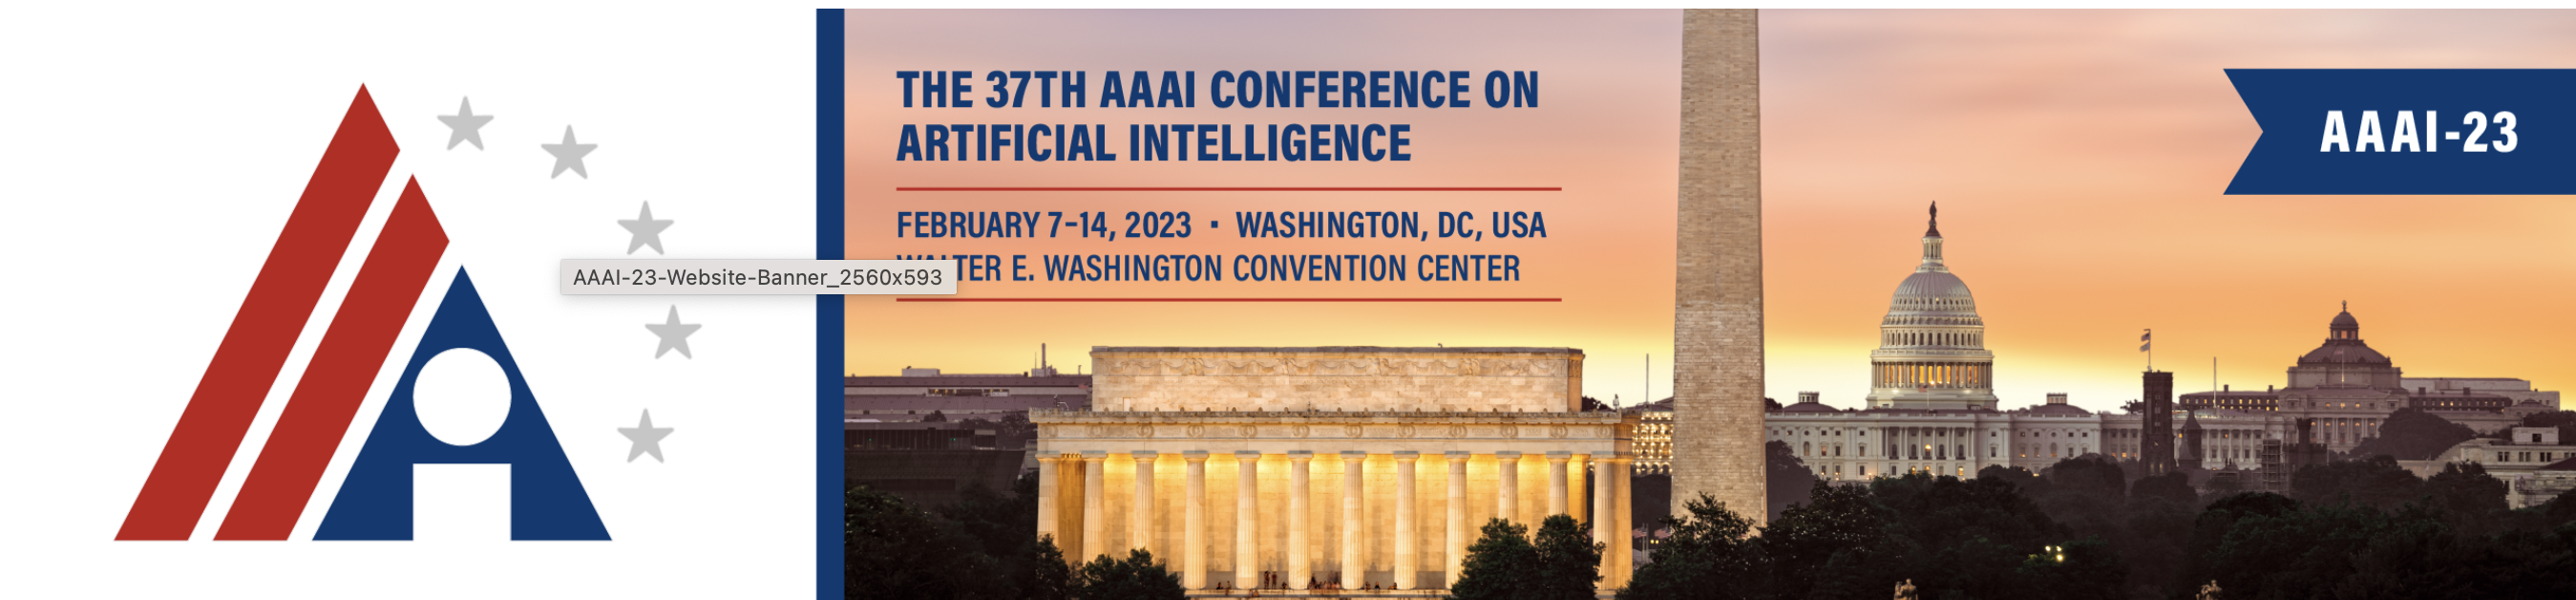 THE 37TH AAAI CONFERENCE ON
ARTIFICIAL INTELLIGENCE
FEBRUARY 7-14, 2023 · WASHINGTON, DC, USA
WALTER E. WASHINGTON CONVENTION CENTER
AAAI-23-Website-Banner_2560x593
AAAI-23